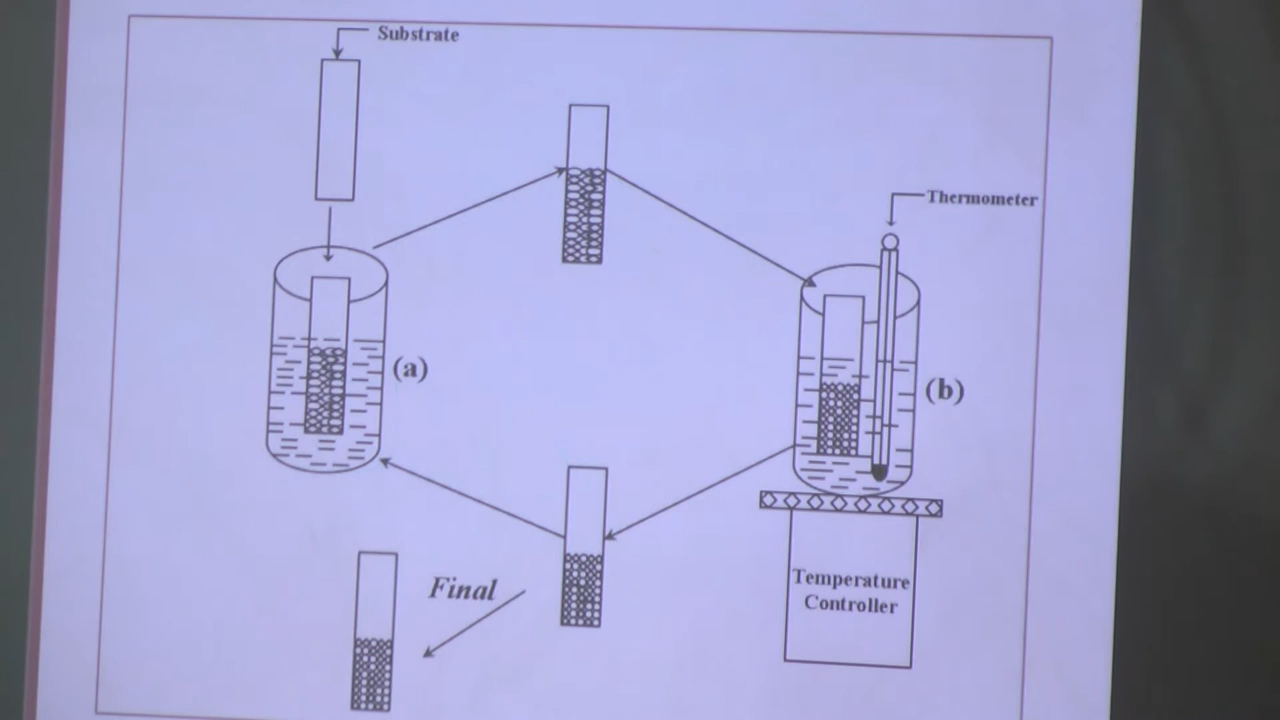 Substrate
Thermometer
(a)
(b)
Temperature
Controller
Final